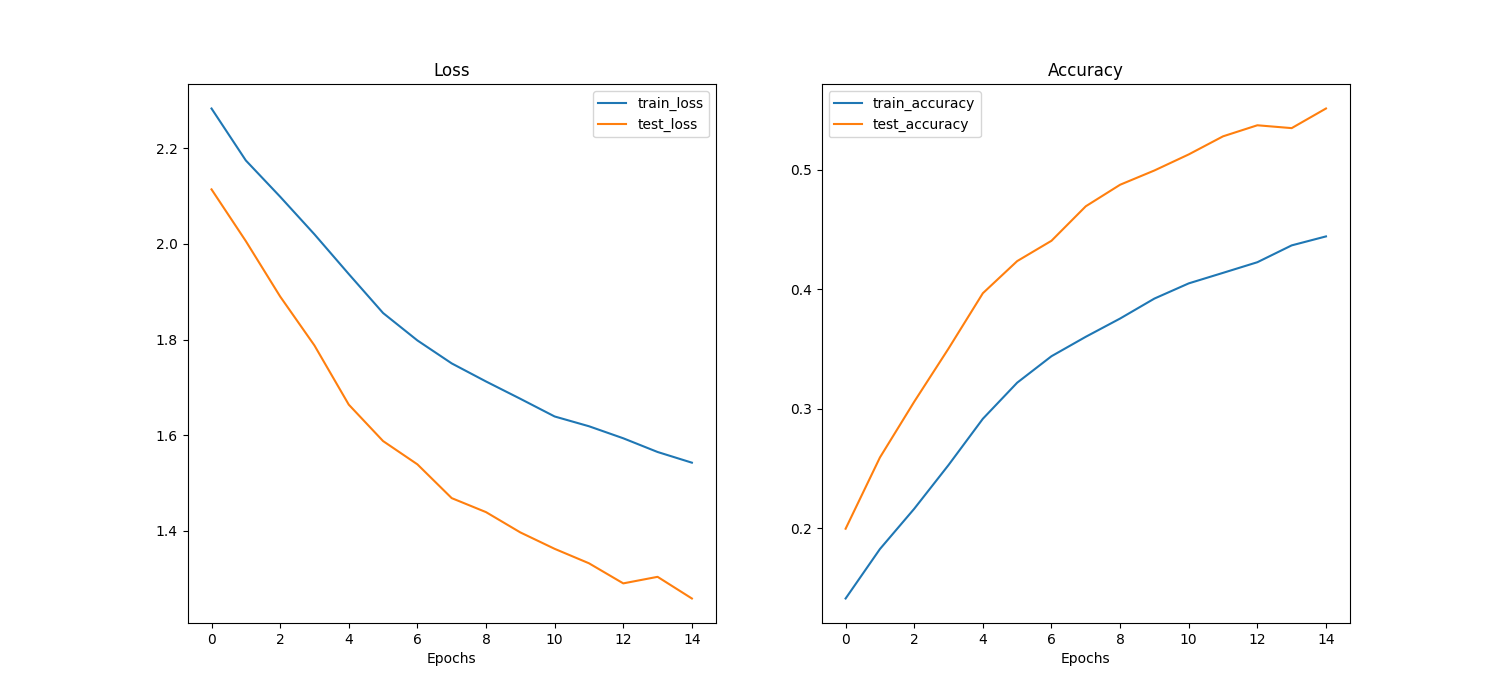 Loss
train_loss
test_loss
2.2
2.0
1.8
1.6
1.4
0 2 4 6 8 10 12 14
Epochs
Accuracy
train_accuracy
test_accuracy
0.5
0.4
0.3
0.2
0 2 4 6 8 10 12 14
Epochs